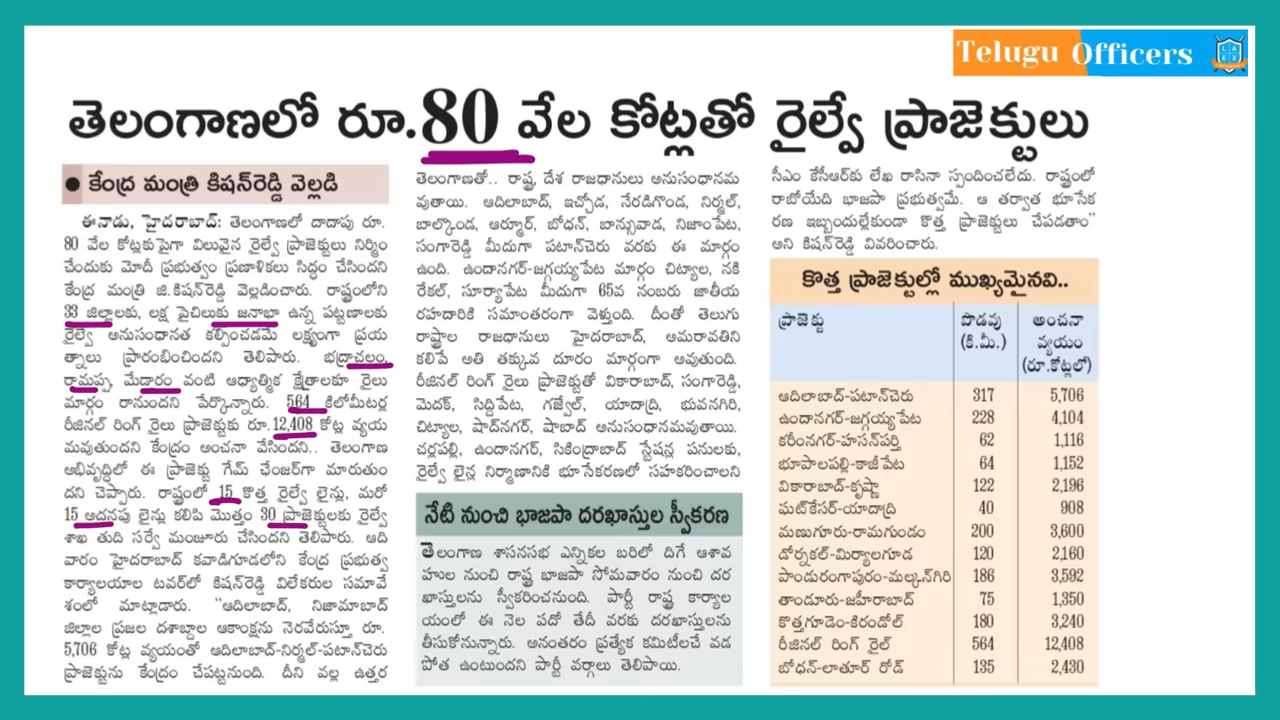 Telugu Officers
తెలంగాణలో రూ.80 వేల కోట్లతో రైల్వే ప్రాజెక్టులు
● కేంద్ర మంత్రి కిషన్‌రెడ్డి వెల్లడి
ఈనాడు, హైదరాబాద్: తెలంగాణలో దాదాపు రూ.
80 వేల కోట్లకుపైగా విలువైన రైల్వే ప్రాజెక్టులు నిర్మిం
చేందుకు మోదీ ప్రభుత్వం ప్రణాళికలు సిద్ధం చేసిందని
కేంద్ర మంత్రి జి.కిషన్‌రెడ్డి వెల్లడించారు. రాష్ట్రంలోని
33 జిల్లాలకు, లక్ష పైచిలుకు జనాభా ఉన్న పట్టణాలకు
రైల్వే అనుసంధానత కల్పించడమే లక్ష్యంగా ప్రయ
త్నాలు ప్రారంభించిందని తెలిపారు. భద్రాచలం,
రామప్ప, మేడారం వంటి ఆధ్యాత్మిక క్షేత్రాలకూ రైలు
మార్గం రానుందని పేర్కొన్నారు. 564 కిలోమీటర్ల
రీజినల్ రింగ్ రైలు ప్రాజెక్టుకు రూ.12,408 కోట్ల వ్యయ
మవుతుందని కేంద్రం అంచనా వేసిందని.. తెలంగాణ
అభివృద్ధిలో ఈ ప్రాజెక్టు గేమ్ ఛేంజర్‌గా మారుతుం
దని చెప్పారు. రాష్ట్రంలో 15 కొత్త రైల్వే లైన్లు, మరో
15 అదనపు లైన్లు కలిపి మొత్తం 30 ప్రాజెక్టులకు రైల్వే
శాఖ తుది సర్వే మంజూరు చేసిందని తెలిపారు. ఆది
వారం హైదరాబాద్ కవాడిగూడలోని కేంద్ర ప్రభుత్వ
కార్యాలయాల టవర్‌లో కిషన్‌రెడ్డి విలేకరుల సమావే
శంలో మాట్లాడారు. “ఆదిలాబాద్, నిజామాబాద్
జిల్లాల ప్రజల దశాబ్దాల ఆకాంక్షను నెరవేరుస్తూ రూ.
5,706 కోట్ల వ్యయంతో ఆదిలాబాద్-నిర్మల్-పటాన్‌చెరు
ప్రాజెక్టును కేంద్రం చేపట్టనుంది. దీని వల్ల ఉత్తర
తెలంగాణతో.. రాష్ట్ర, దేశ రాజధానులు అనుసంధానమ
వుతాయి. ఆదిలాబాద్, ఇచ్చోడ, నేరడిగొండ, నిర్మల్,
బాల్కొండ, ఆర్మూర్, బోధన్, బాన్సువాడ, నిజాంపేట,
సంగారెడ్డి మీదుగా పటాన్‌చెరు వరకు ఈ మార్గం
ఉంది. ఉందానగర్-జగ్గయ్యపేట మార్గం చిట్యాల, నకి
రేకల్, సూర్యాపేట మీదుగా 65వ నంబరు జాతీయ
రహదారికి సమాంతరంగా వెళ్తుంది. దీంతో తెలుగు
రాష్ట్రాల రాజధానులు హైదరాబాద్, అమరావతిని
కలిపే అతి తక్కువ దూరం మార్గంగా అవుతుంది.
రీజినల్ రింగ్ రైలు ప్రాజెక్టుతో వికారాబాద్, సంగారెడ్డి,
మెదక్, సిద్దిపేట, గజ్వేల్, యాదాద్రి, భువనగిరి,
చిట్యాల, షాద్‌నగర్, షాబాద్ అనుసంధానమవుతాయి.
చర్లపల్లి, ఉందానగర్, సికింద్రాబాద్ స్టేషన్ల పనులకు,
రైల్వే లైన్ల నిర్మాణానికి భూసేకరణలో సహకరించాలని
నేటి నుంచి భాజపా దరఖాస్తుల స్వీకరణ
తెలంగాణ శాసనసభ ఎన్నికల బరిలో దిగే ఆశావ
హుల నుంచి రాష్ట్ర భాజపా సోమవారం నుంచి దర
ఖాస్తులను స్వీకరించనుంది. పార్టీ రాష్ట్ర కార్యాల
యంలో ఈ నెల పదో తేదీ వరకు దరఖాస్తులను
తీసుకోనున్నారు. అనంతరం ప్రత్యేక కమిటీలచే వడ
పోత ఉంటుందని పార్టీ వర్గాలు తెలిపాయి.
సీఎం కేసీఆర్‌కు లేఖ రాసినా స్పందించలేదు. రాష్ట్రంలో
రాబోయేది భాజపా ప్రభుత్వమే. ఆ తర్వాత భూసేక
రణ ఇబ్బందుల్లేకుండా కొత్త ప్రాజెక్టులు చేపడతాం”
అని కిషన్‌రెడ్డి వివరించారు.
కొత్త ప్రాజెక్టుల్లో ముఖ్యమైనవి..
ప్రాజెక్టు పొడవు (కి.మీ.) అంచనా వ్యయం (రూ.కోట్లలో)
ఆదిలాబాద్-పటాన్‌చెరు 317 5,706
ఉందానగర్-జగ్గయ్యపేట 228 4,104
కరీంనగర్-హసన్‌పర్తి 62 1,116
భూపాలపల్లి-కాజీపేట 64 1,152
వికారాబాద్-కృష్ణా 122 2,196
ఘట్‌కేసర్-యాదాద్రి 40 908
మణుగూరు-రామగుండం 200 3,600
డోర్నకల్-మిర్యాలగూడ 120 2,160
పాండురంగాపురం-మల్కన్‌గిరి 186 3,592
తాండూరు-జహీరాబాద్ 75 1,350
కొత్తగూడెం-కిరండోల్ 180 3,240
రీజినల్ రింగ్ రైల్ 564 12,408
బోధన్-లాతూర్ రోడ్ 135 2,430